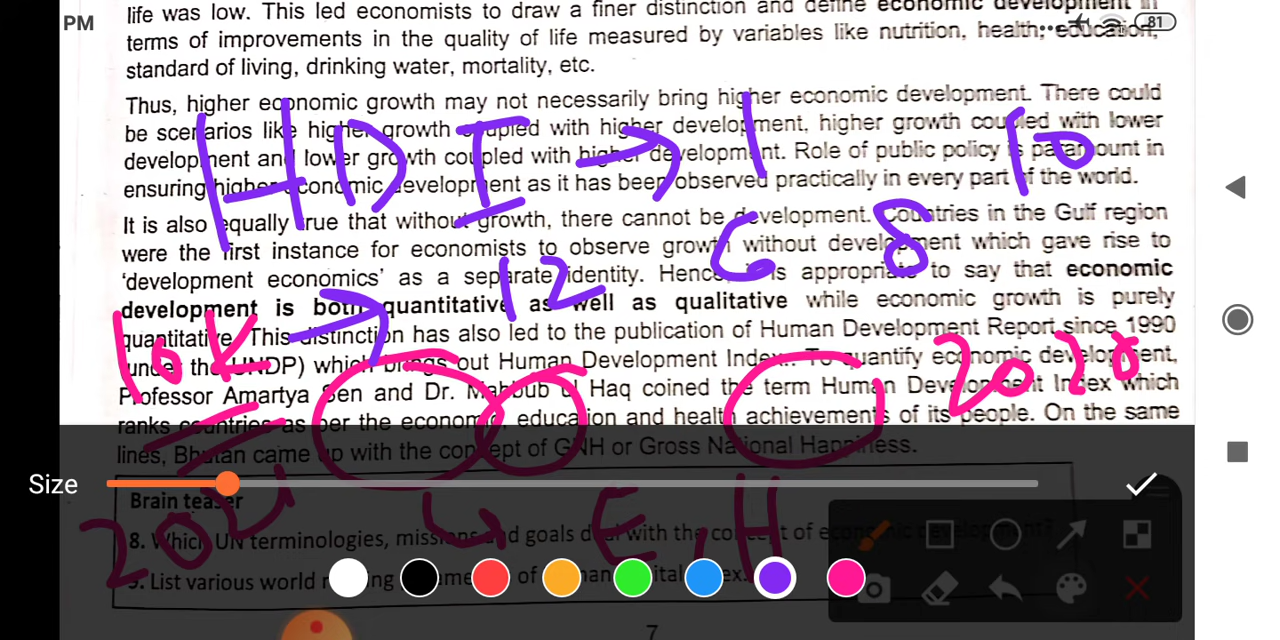 life was low. This led economists to draw a finer distinction and define economic development in
PM
81
terms of improvements in the quality of life measured by variables like nutrition, health, education,
standard of living, drinking water, mortality, etc.
Thus, higher economic growth may not necessarily bring higher economic development. There could
be scenarios like higher growth coupled with higher development, higher growth coupled with lower
development and lower growth coupled with higher development. Role of public policy is paramount in
ensuring higher economic development as it has been observed practically in every part of the world.
HDI → 1
10
It is also equally true that without growth, there cannot be development. Countries in the Gulf region
were the first instance for economists to observe growth without development which gave rise to
'development economics' as a separate identity. Hence, it is appropriate to say that economic
development is both quantitative as well as qualitative while economic growth is purely
quantitative. This distinction has also led to the publication of Human Development Report since 1990
(under the UNDP) which brings out Human Development Index. To quantify economic development,
Professor Amartya Sen and Dr. Mahbub ul Haq coined the term Human Development Index which
ranks countries as per the economic, education and health achievements of its people. On the same
lines, Bhutan came up with the concept of GNH or Gross National Happiness.
→ 12 6 8
10K
2020
Size
Brain teaser
8. Which UN terminologies, missions and goals deal with the concept of economic development?
9. List various world
E, H
7